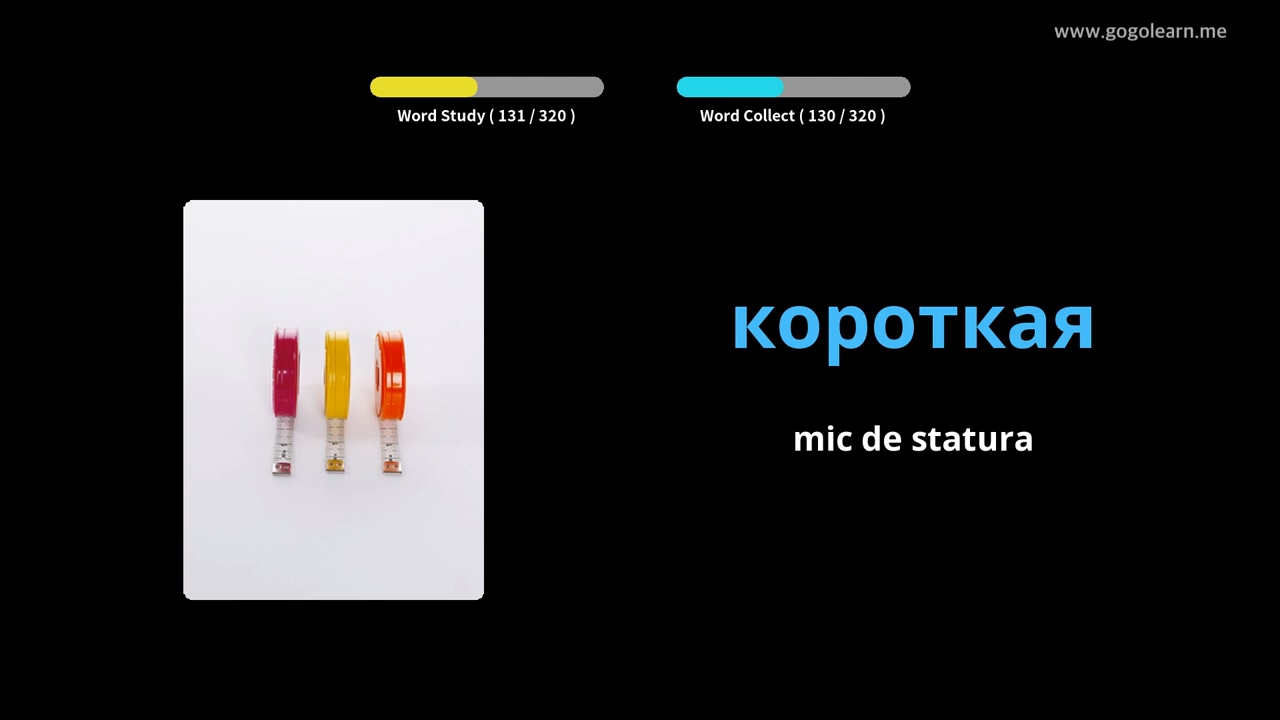 www.gogolearn.me
Word Study ( 131 / 320 )
Word Collect ( 130 / 320 )
короткая
mic de statura